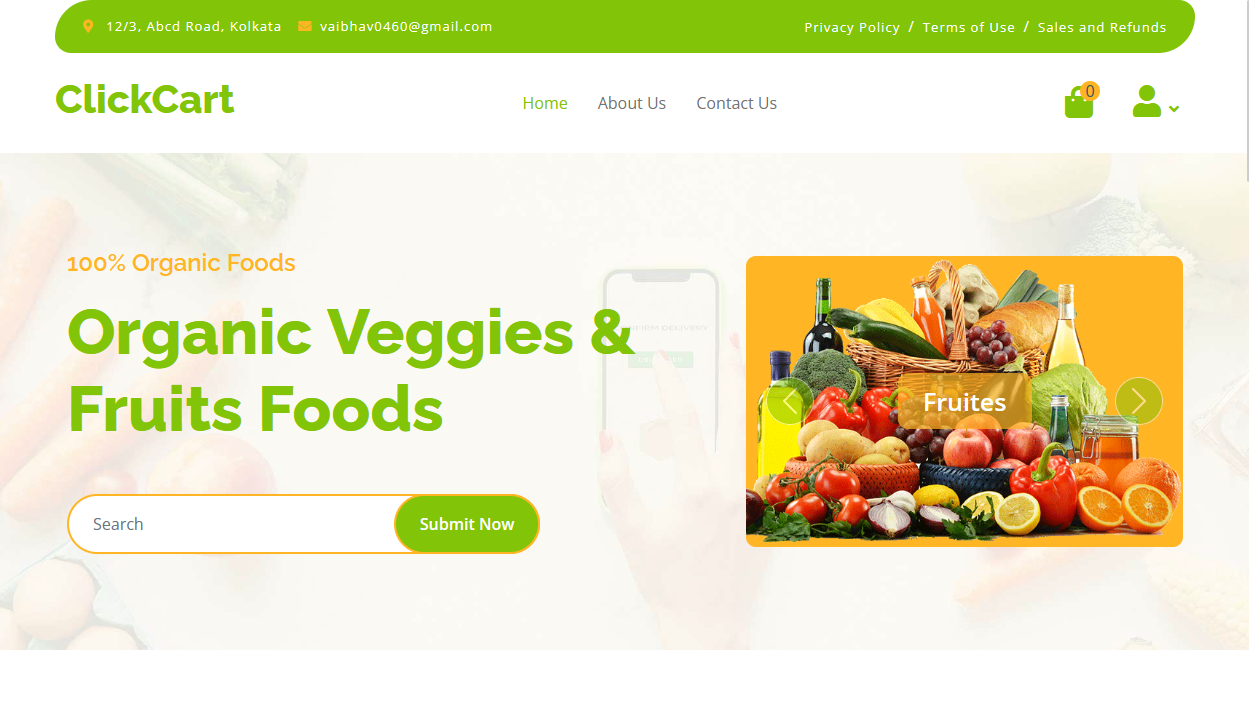 12/3, Abcd Road, Kolkata vaibhav0460@gmail.com Privacy Policy / Terms of Use / Sales and Refunds
ClickCart Home About Us Contact Us 0
100% Organic Foods
Organic Veggies &
Fruits Foods
Fruites
Search Submit Now